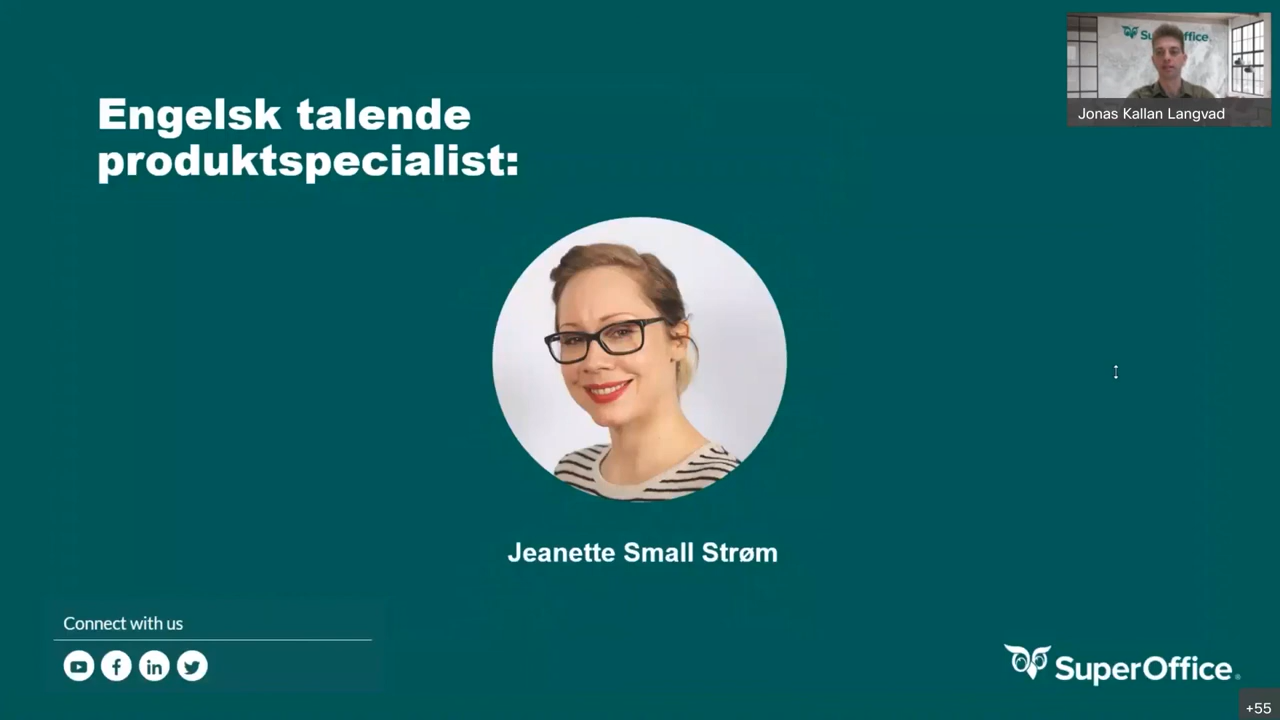 Engelsk talende
produktspecialist:
SuperOffice
Jonas Kallan Langvad
Jeanette Small Strøm
Connect with us
SuperOffice.
+55